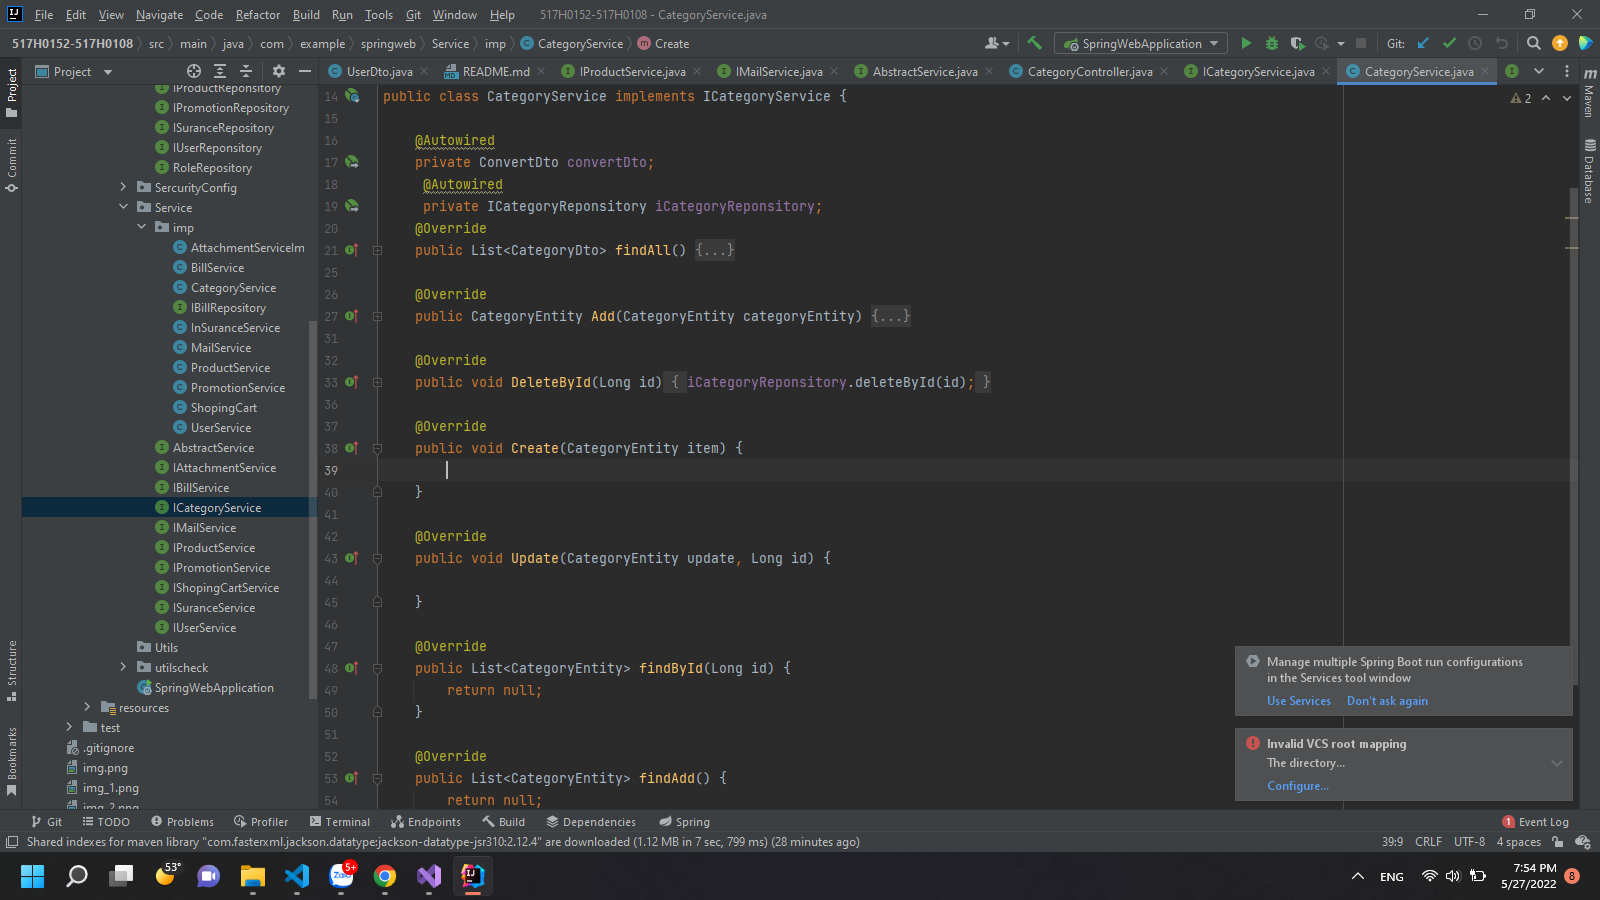 File Edit View Navigate Code Refactor Build Run Tools Git Window Help 517H0152-517H0108 - CategoryService.java
517H0152-517H0108 src main java com example springweb Service imp CategoryService Create SpringWebApplication Git:
Project
UserDto.java README.md IProductService.java IMailService.java AbstractService.java CategoryController.java ICategoryService.java CategoryService.java
Project
Commit
Structure
Bookmarks
IProductReponsitory
IPromotionRepository
ISuranceRepository
IUserReponsitory
RoleRepository
SercurityConfig
Service
imp
AttachmentServiceIm
BillService
CategoryService
IBillRepository
InSuranceService
MailService
ProductService
PromotionService
ShopingCart
UserService
AbstractService
IAttachmentService
IBillService
ICategoryService
IMailService
IProductService
IPromotionService
IShopingCartService
ISuranceService
IUserService
Utils
utilscheck
SpringWebApplication
resources
test
.gitignore
img.png
img_1.png
img_2.png
14 public class CategoryService implements ICategoryService {
15
16 @Autowired
17 private ConvertDto convertDto;
18 @Autowired
19 private ICategoryReponsitory iCategoryReponsitory;
20 @Override
21 public List<CategoryDto> findAll() {...}
25
26 @Override
27 public CategoryEntity Add(CategoryEntity categoryEntity) {...}
31
32 @Override
33 public void DeleteById(Long id) { iCategoryReponsitory.deleteById(id); }
36
37 @Override
38 public void Create(CategoryEntity item) {
39
40 }
41
42 @Override
43 public void Update(CategoryEntity update, Long id) {
44
45 }
46
47 @Override
48 public List<CategoryEntity> findById(Long id) {
49 return null;
50 }
51
52 @Override
53 public List<CategoryEntity> findAdd() {
54 return null;
2
Maven
Database
Manage multiple Spring Boot run configurations
in the Services tool window
Use Services Don't ask again
Invalid VCS root mapping
The directory...
Configure...
Git TODO Problems Profiler Terminal Endpoints Build Dependencies Spring 1 Event Log
Shared indexes for maven library "com.fasterxml.jackson.datatype:jackson-datatype-jsr310:2.12.4" are downloaded (1.12 MB in 7 sec, 799 ms) (28 minutes ago) 39:9 CRLF UTF-8 4 spaces
53° Zalo 5+ ENG 7:54 PM
5/27/2022 8